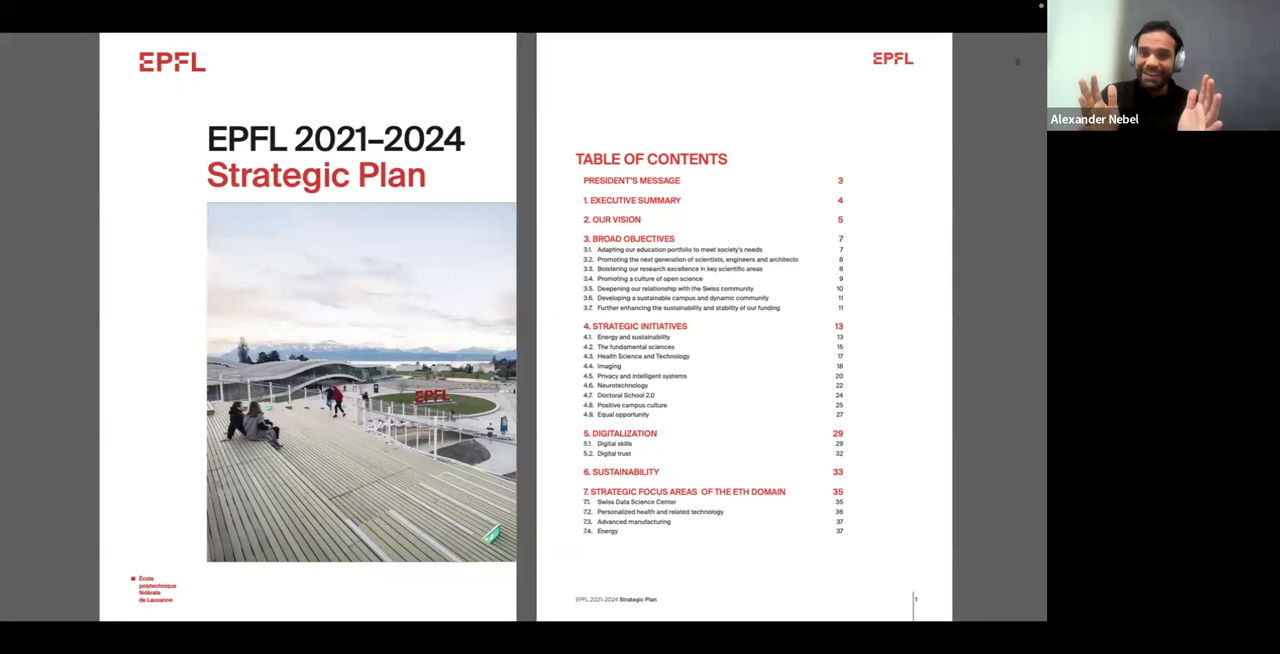 EPFL
EPFL 2021–2024
Strategic Plan
EPFL
École
polytechnique
fédérale
de Lausanne
EPFL
TABLE OF CONTENTS
PRESIDENT'S MESSAGE 3
1. EXECUTIVE SUMMARY 4
2. OUR VISION 5
3. BROAD OBJECTIVES 7
3.1. Adapting our education portfolio to meet society's needs 7
3.2. Promoting the next generation of scientists, engineers and architects 8
3.3. Bolstering our research excellence in key scientific areas 8
3.4. Promoting a culture of open science 9
3.5. Deepening our relationship with the Swiss community 10
3.6. Developing a sustainable campus and dynamic community 11
3.7. Further enhancing the sustainability and stability of our funding 11
4. STRATEGIC INITIATIVES 13
4.1. Energy and sustainability 13
4.2. The fundamental sciences 15
4.3. Health Science and Technology 17
4.4. Imaging 18
4.5. Privacy and intelligent systems 20
4.6. Neurotechnology 22
4.7. Doctoral School 2.0 24
4.8. Positive campus culture 25
4.9. Equal opportunity 27
5. DIGITALIZATION 29
5.1. Digital skills 29
5.2. Digital trust 32
6. SUSTAINABILITY 33
7. STRATEGIC FOCUS AREAS OF THE ETH DOMAIN 35
7.1. Swiss Data Science Center 35
7.2. Personalized health and related technology 36
7.3. Advanced manufacturing 37
7.4. Energy 37
EPFL 2021-2024 Strategic Plan 1
6
Alexander Nebel